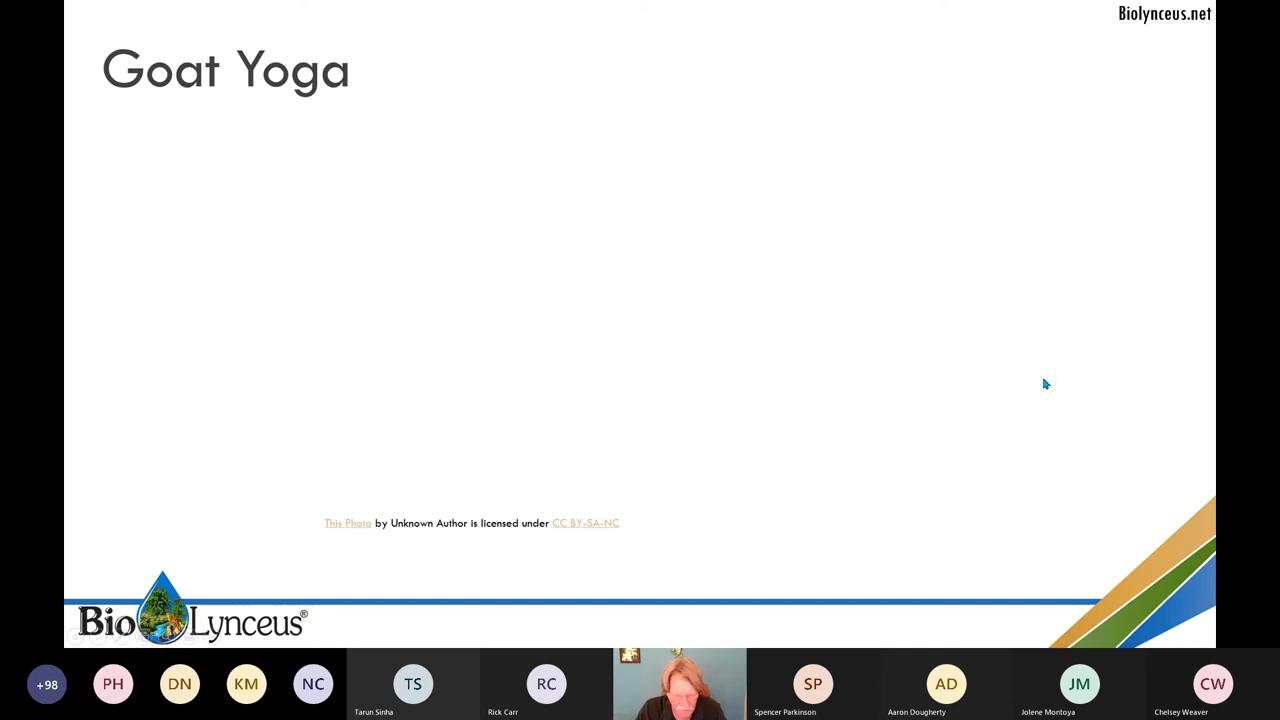 Biolynceus.net
Goat Yoga
This Photo by Unknown Author is licensed under CC BY-SA-NC
Bio Lynceus®
+98
PH
DN
KM
NC
TS
RC
SP
AD
JM
CW
Tarun Sinha
Rick Carr
Spencer Parkinson
Aaron Dougherty
Jolene Montoya
Chelsey Weaver